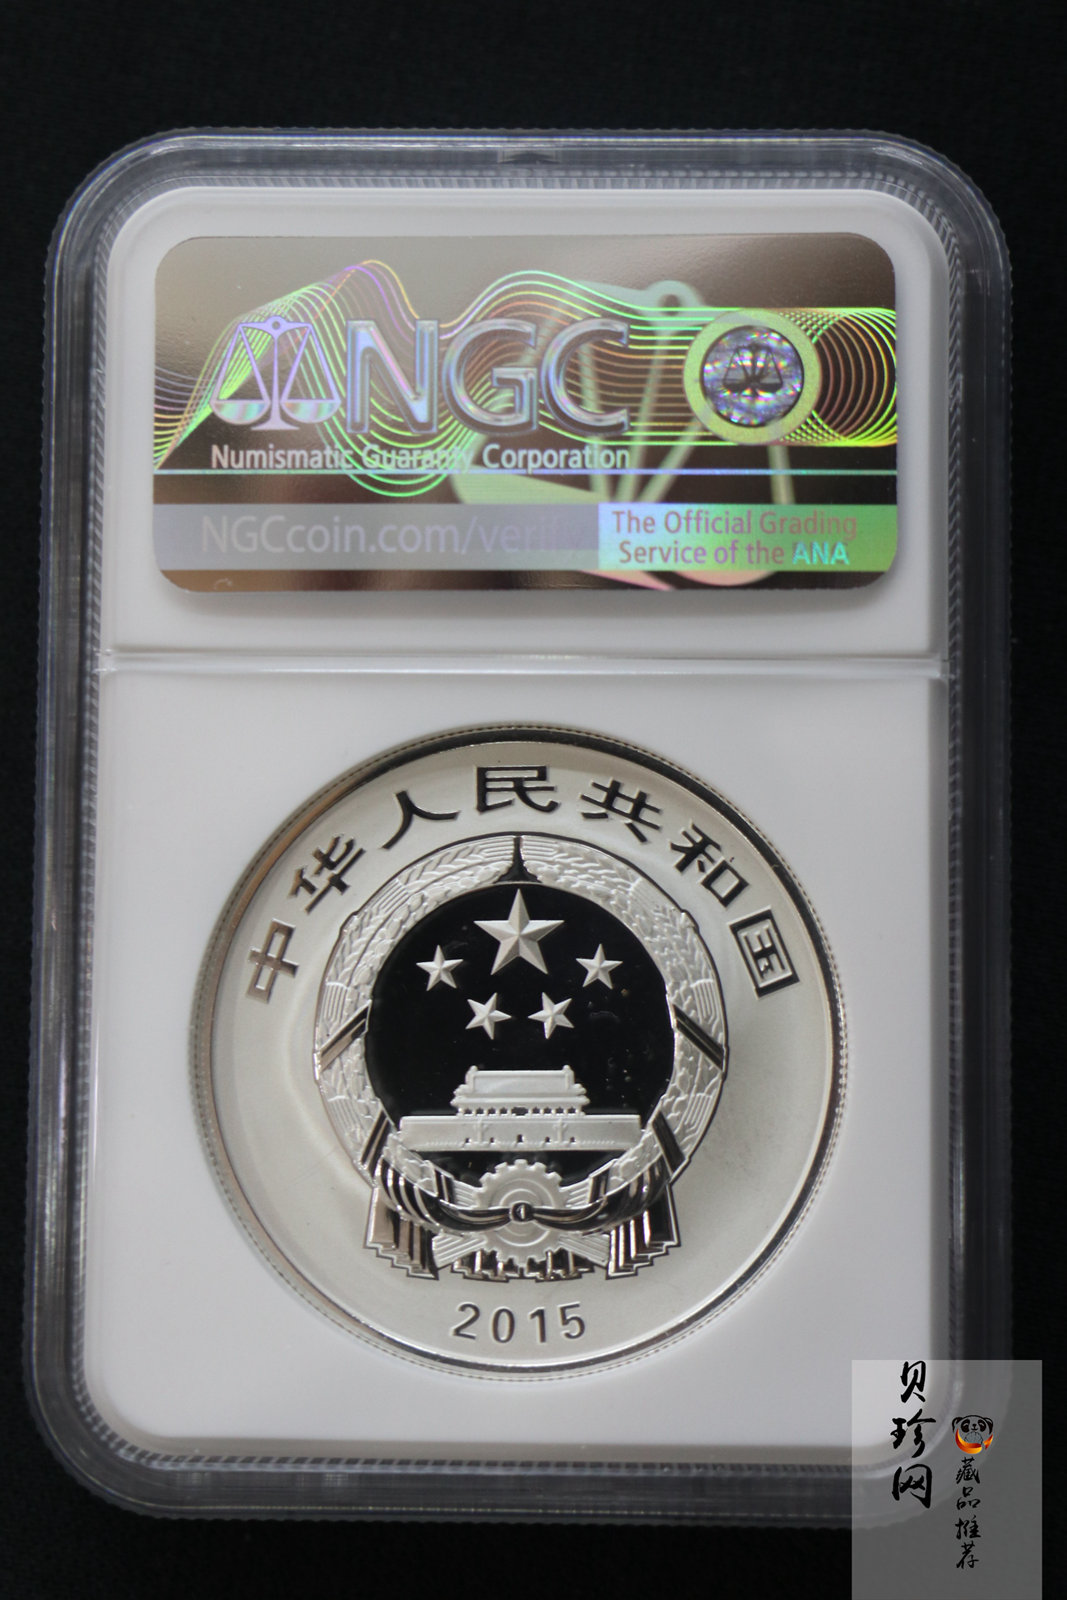 NGC
Numismatic Guaranty Corporation
NGCcoin.com/verify
The Official Grading
Service of the ANA
中华人民共和国
2015
贝珍网
藏品推荐